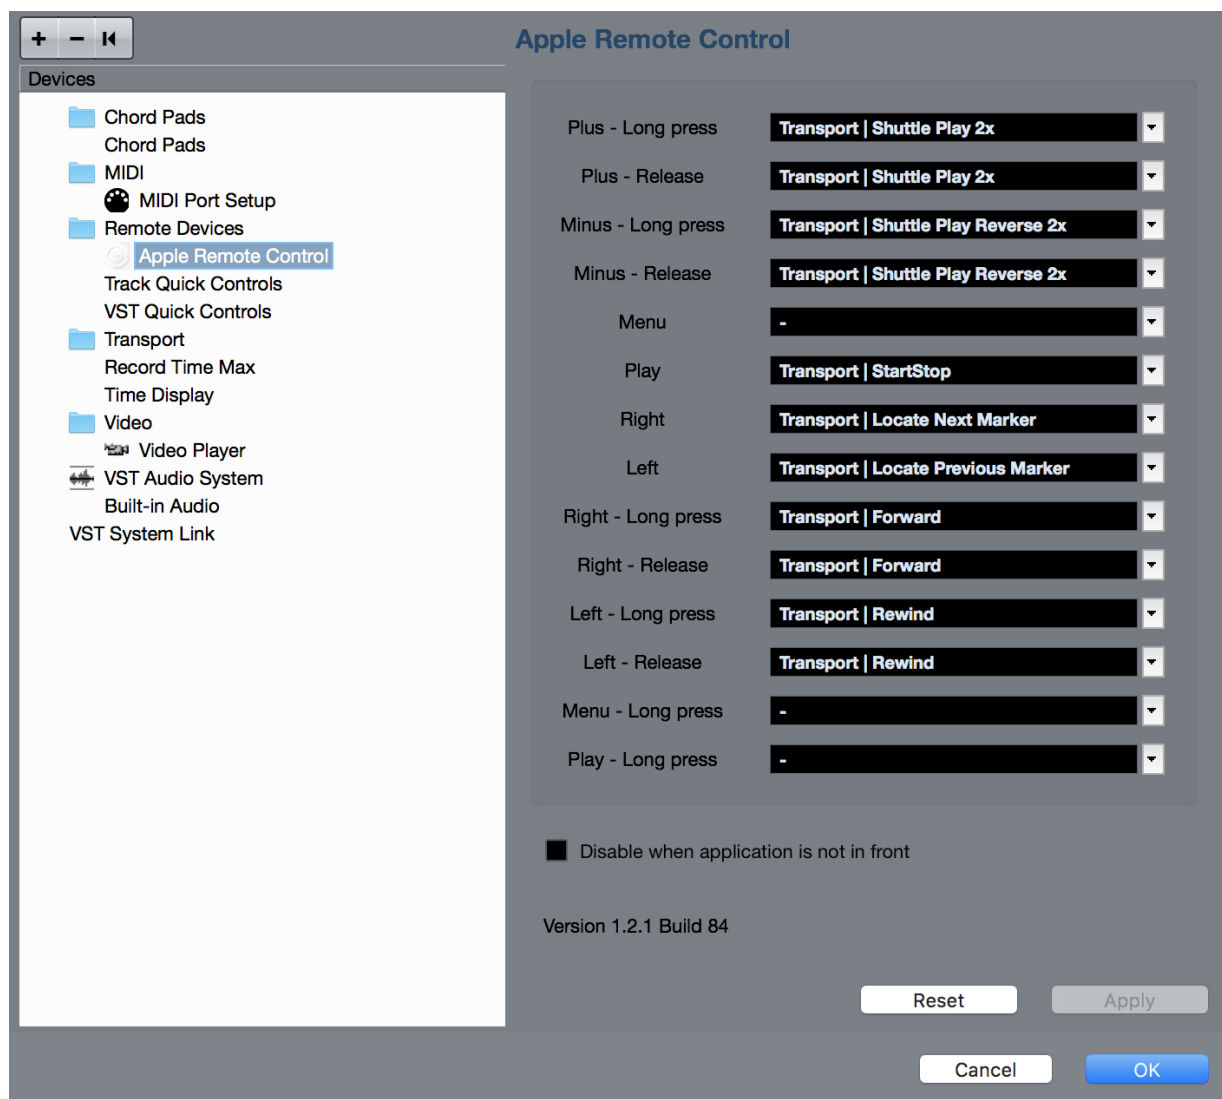 Apple Remote Control
Devices
Chord Pads
Chord Pads
MIDI
MIDI Port Setup
Remote Devices
Apple Remote Control
Track Quick Controls
VST Quick Controls
Transport
Record Time Max
Time Display
Video
Video Player
VST Audio System
Built-in Audio
VST System Link
Plus - Long press Transport | Shuttle Play 2x
Plus - Release Transport | Shuttle Play 2x
Minus - Long press Transport | Shuttle Play Reverse 2x
Minus - Release Transport | Shuttle Play Reverse 2x
Menu -
Play Transport | StartStop
Right Transport | Locate Next Marker
Left Transport | Locate Previous Marker
Right - Long press Transport | Forward
Right - Release Transport | Forward
Left - Long press Transport | Rewind
Left - Release Transport | Rewind
Menu - Long press -
Play - Long press -
Disable when application is not in front
Version 1.2.1 Build 84
Reset Apply
Cancel OK